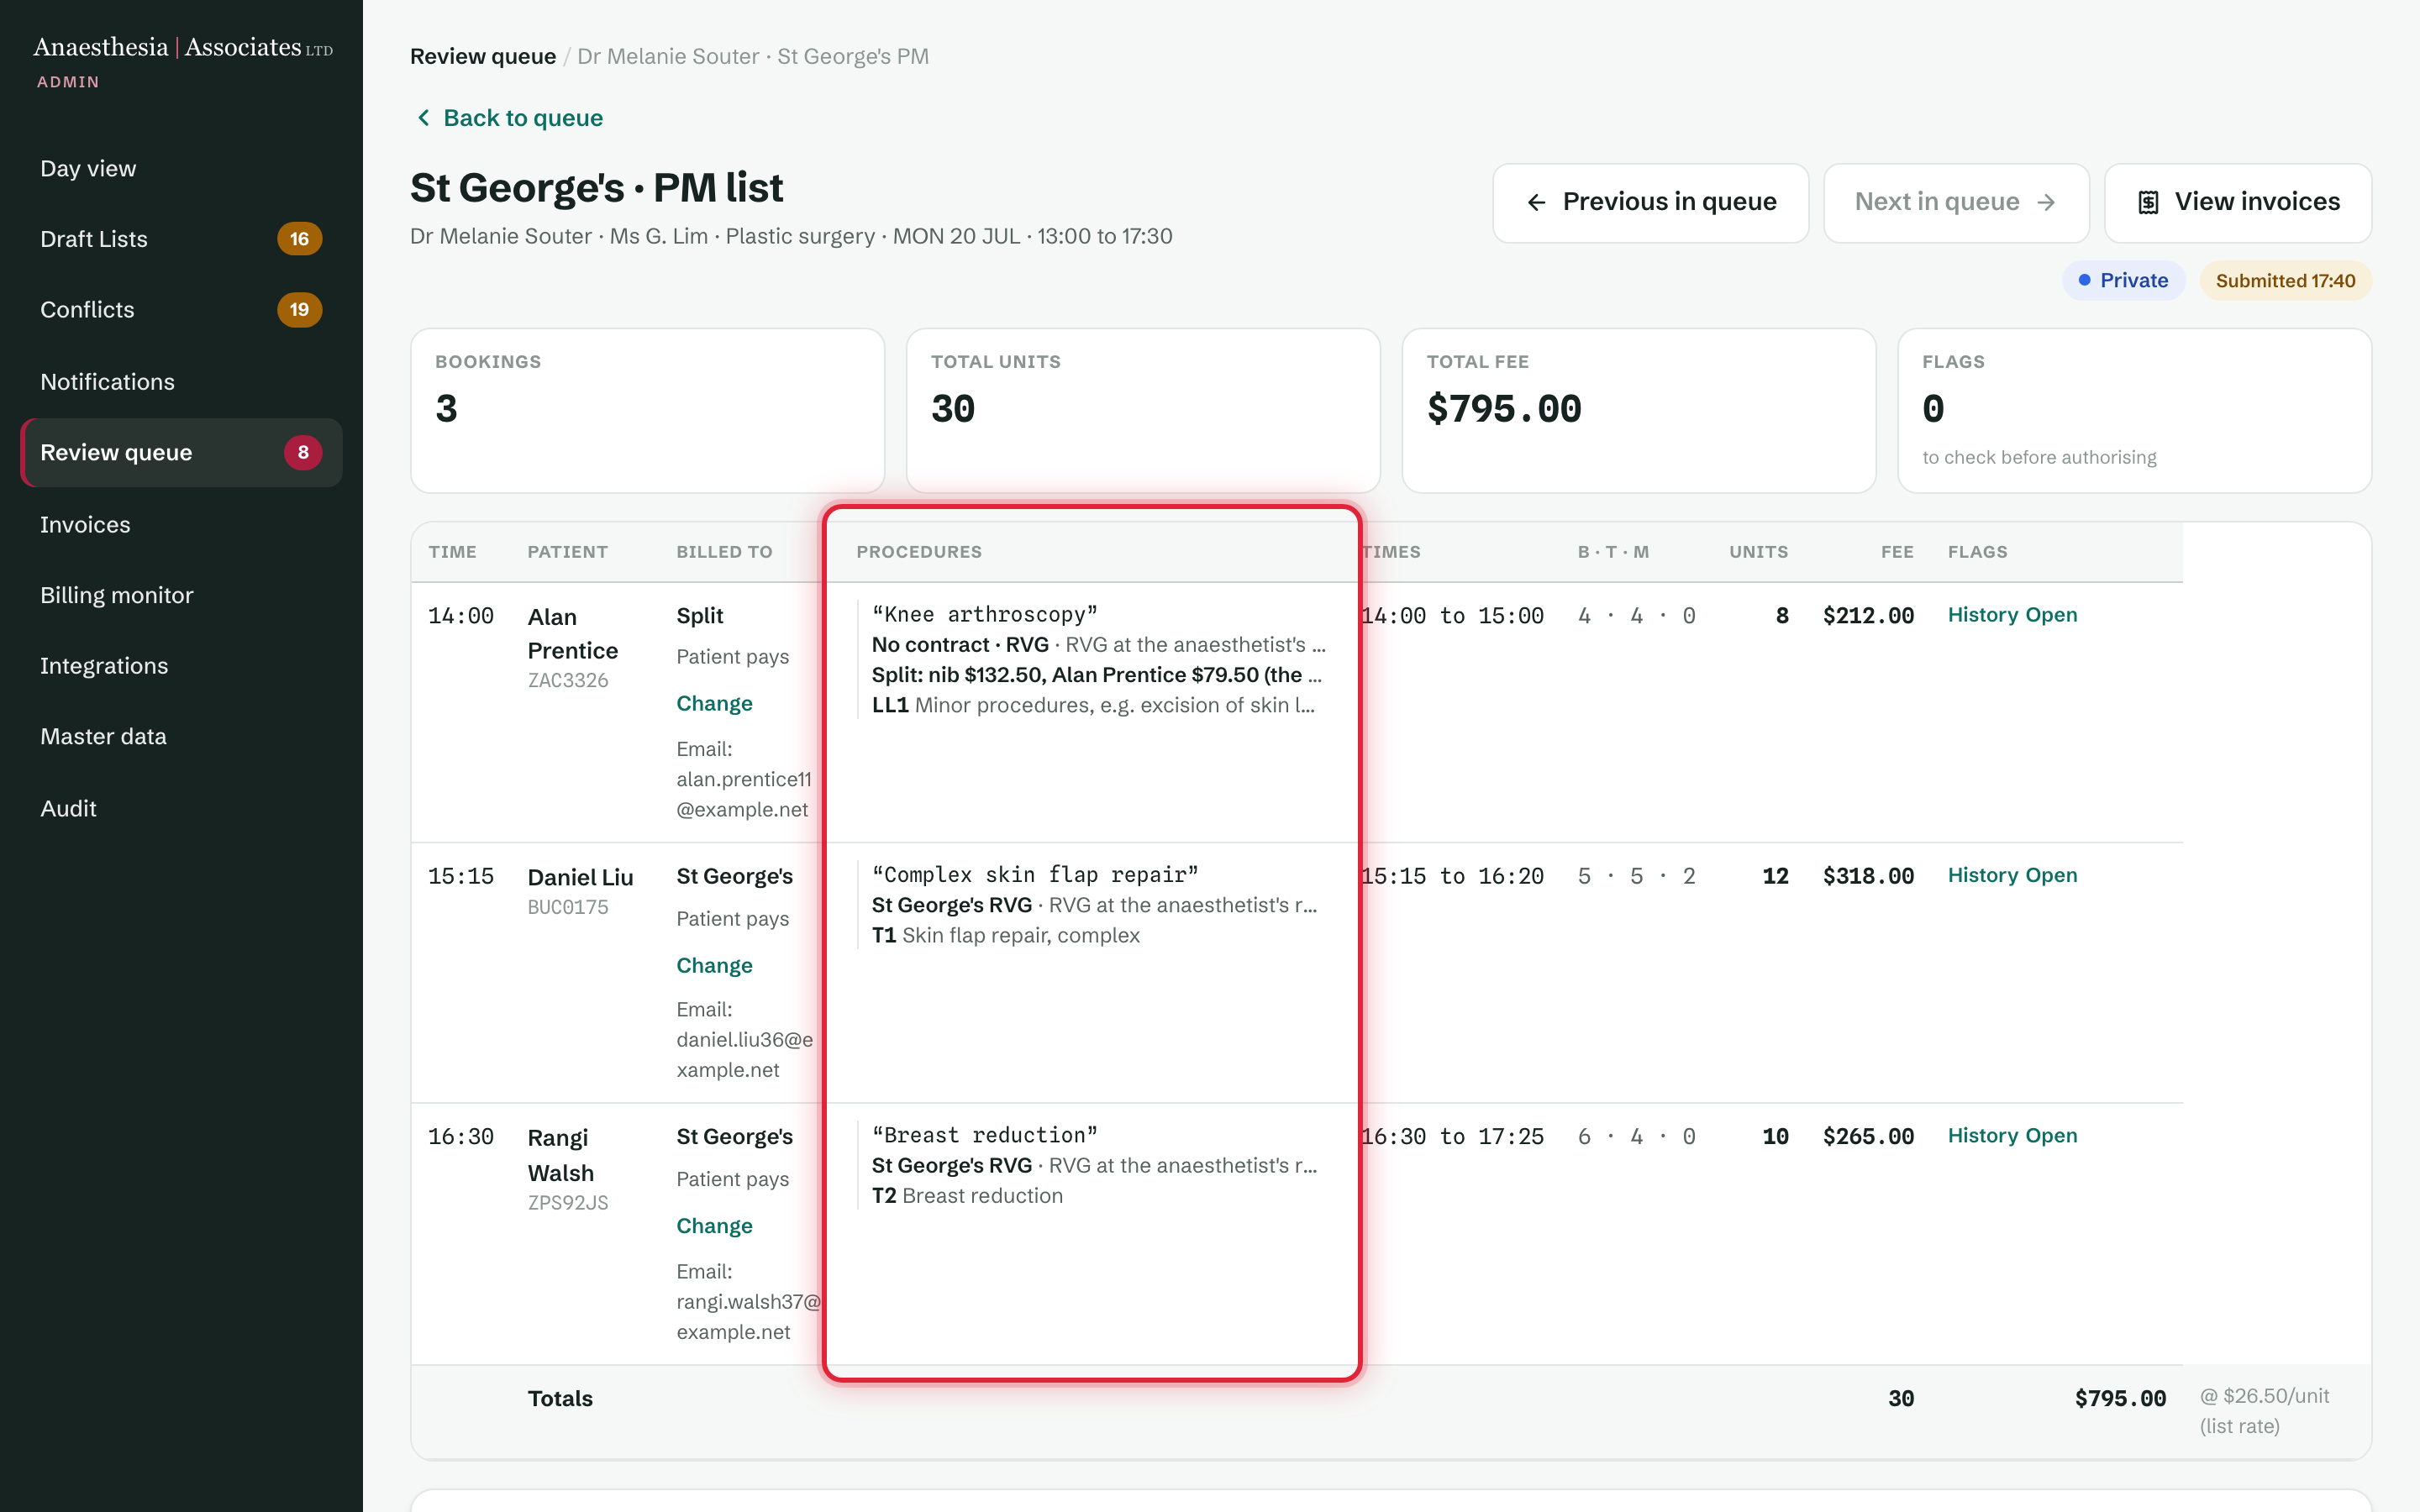 Anaesthesia | Associates LTD
ADMIN
Day view
Draft Lists 16
Conflicts 19
Notifications
Review queue 8
Invoices
Billing monitor
Integrations
Master data
Audit
Review queue / Dr Melanie Souter · St George's PM
Back to queue
St George's · PM list
Dr Melanie Souter · Ms G. Lim · Plastic surgery · MON 20 JUL · 13:00 to 17:30
← Previous in queue
Next in queue →
View invoices
Private
Submitted 17:40
BOOKINGS
3
TOTAL UNITS
30
TOTAL FEE
$795.00
FLAGS
0
to check before authorising
TIME PATIENT BILLED TO PROCEDURES TIMES B · T · M UNITS FEE FLAGS
14:00
Alan
Prentice
ZAC3326
Split
Patient pays
Change
Email:
alan.prentice11
@example.net
“Knee arthroscopy”
No contract · RVG · RVG at the anaesthetist's ...
Split: nib $132.50, Alan Prentice $79.50 (the ...
LL1 Minor procedures, e.g. excision of skin l...
14:00 to 15:00
4 · 4 · 0
8
$212.00
History Open
15:15
Daniel Liu
BUC0175
St George's
Patient pays
Change
Email:
daniel.liu36@e
xample.net
“Complex skin flap repair”
St George's RVG · RVG at the anaesthetist's r...
T1 Skin flap repair, complex
15:15 to 16:20
5 · 5 · 2
12
$318.00
History Open
16:30
Rangi
Walsh
ZPS92JS
St George's
Patient pays
Change
Email:
rangi.walsh37@
example.net
“Breast reduction”
St George's RVG · RVG at the anaesthetist's r...
T2 Breast reduction
16:30 to 17:25
6 · 4 · 0
10
$265.00
History Open
Totals
30
$795.00
@ $26.50/unit
(list rate)